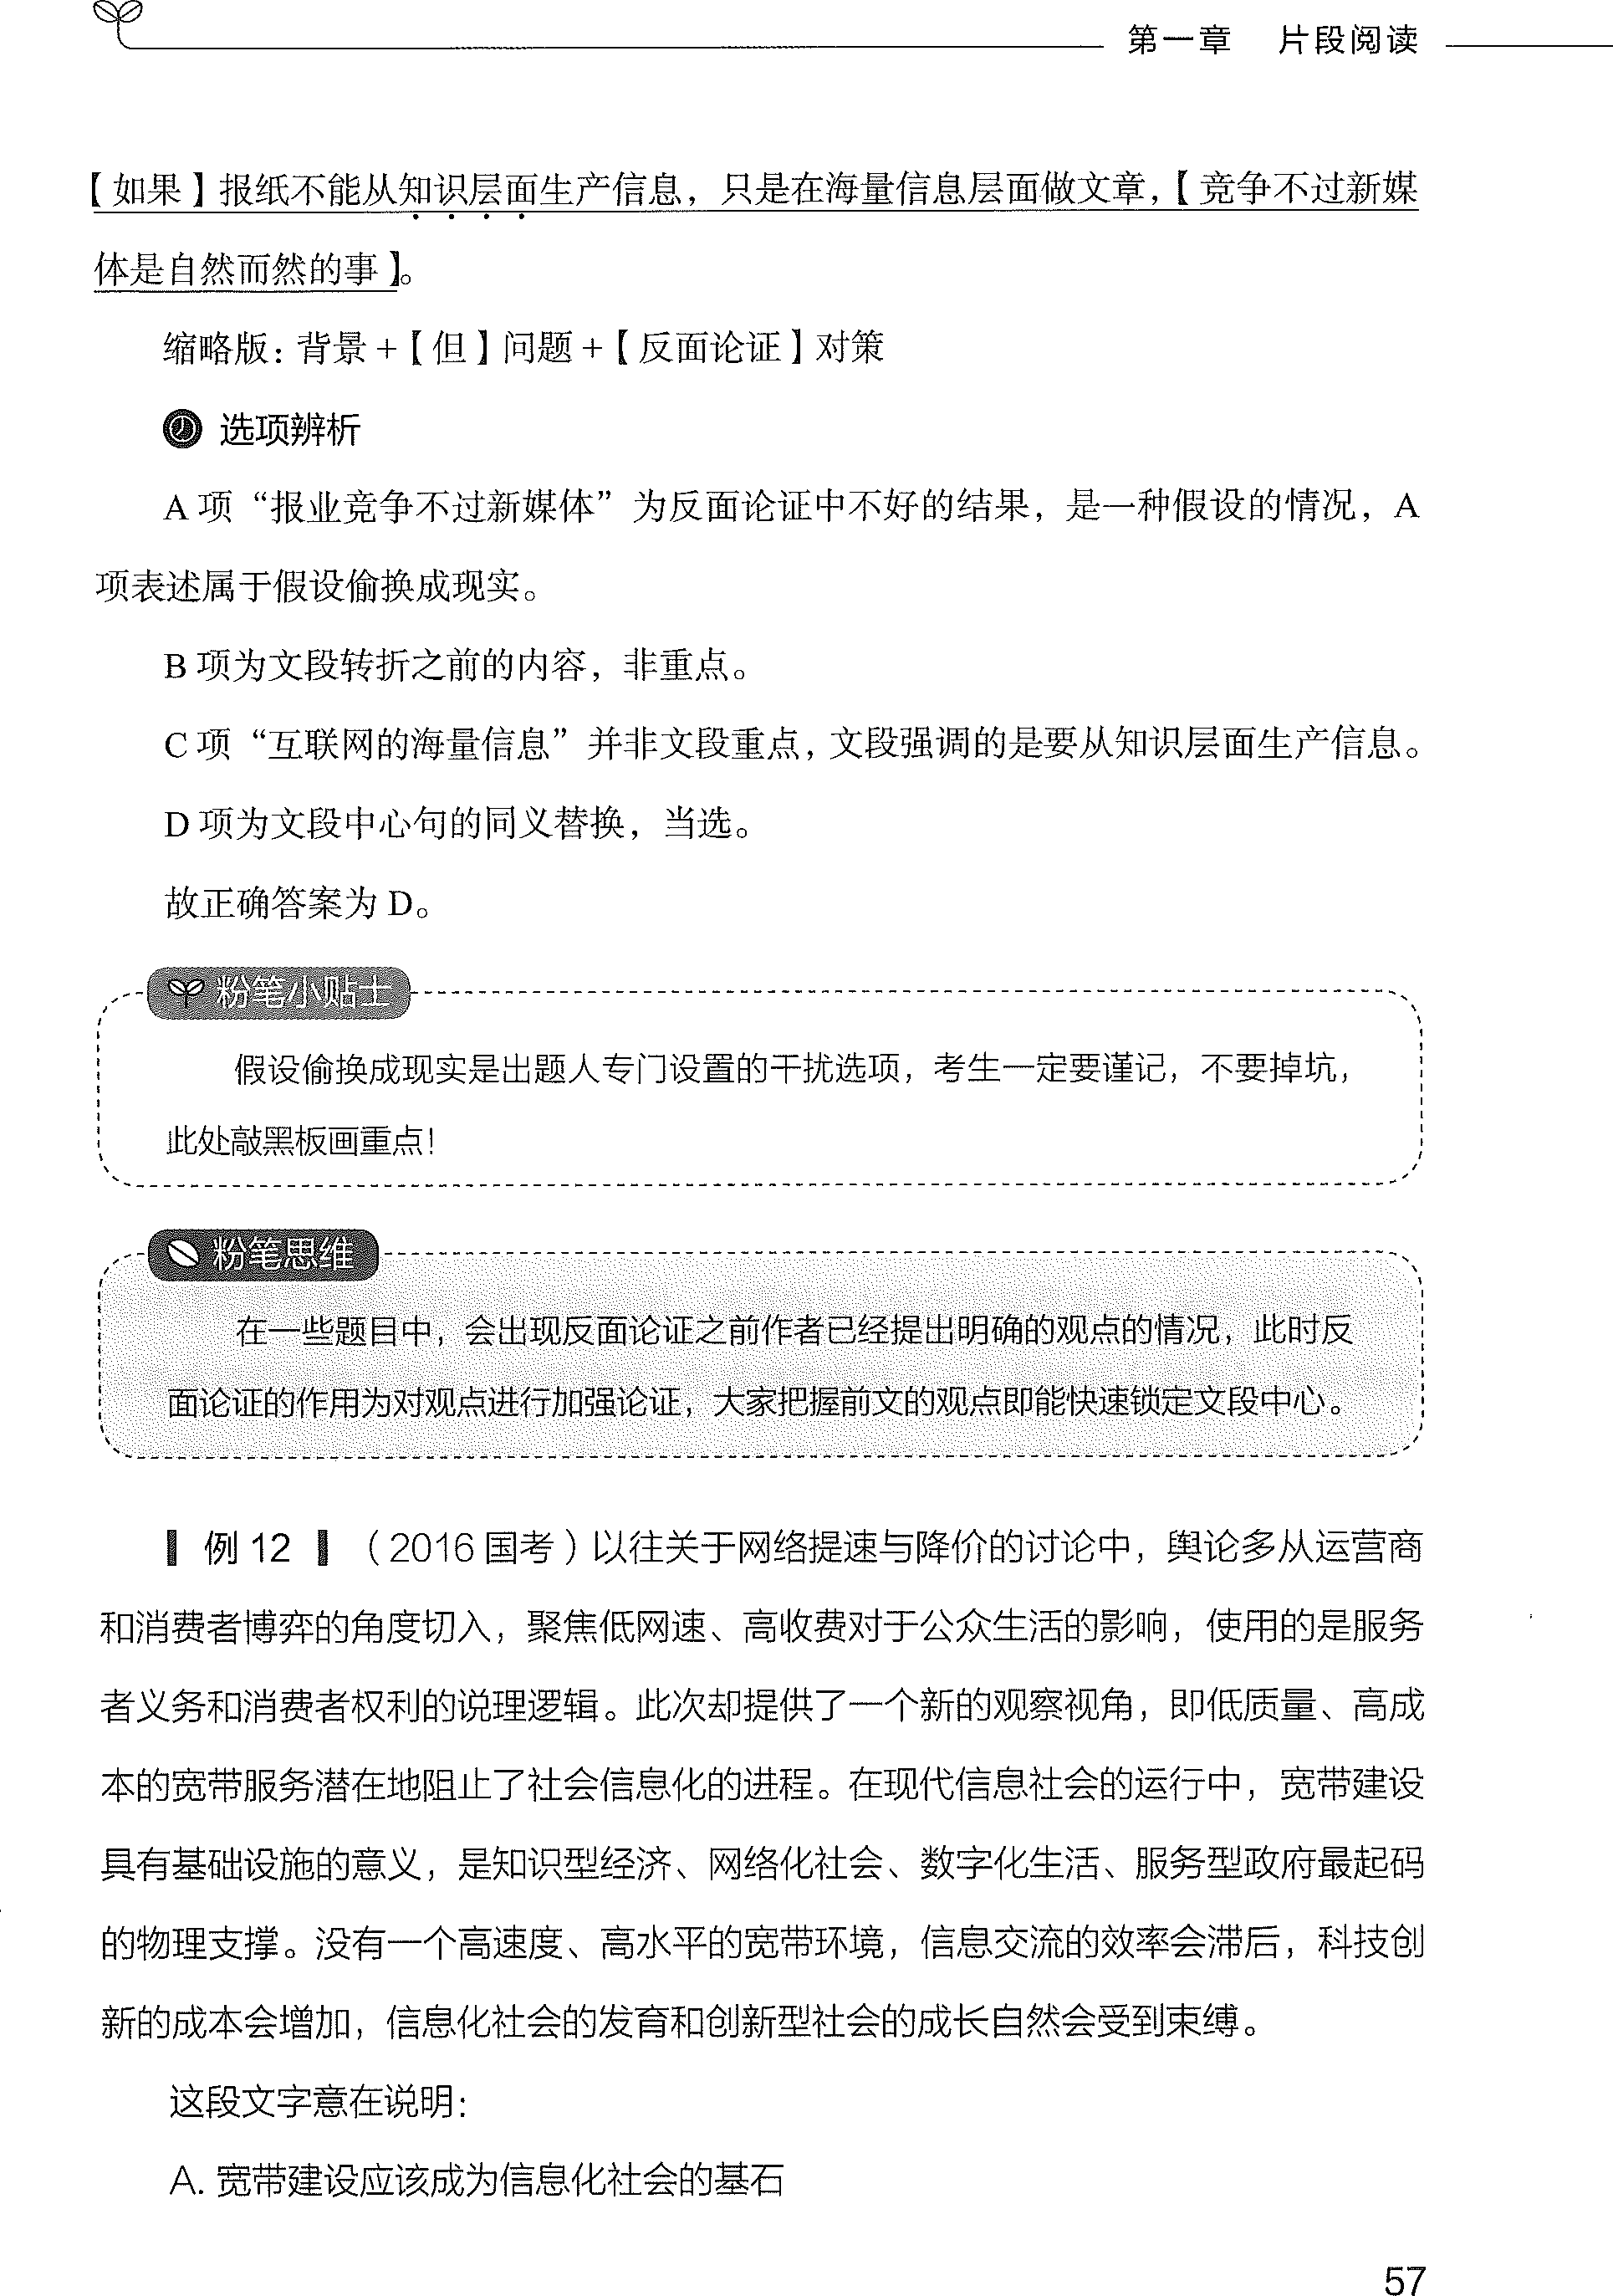 第一章 片段阅读
【如果】报纸不能从知识层面生产信息，只是在海量信息层面做文章，【竞争不过新媒
体是自然而然的事】。
缩略版：背景+【但】问题+【反面论证】对策
选项辨析
A 项“报业竞争不过新媒体”为反面论证中不好的结果，是一种假设的情况，A
项表述属于假设偷换成现实。
B 项为文段转折之前的内容，非重点。
C 项“互联网的海量信息”并非文段重点，文段强调的是要从知识层面生产信息。
D 项为文段中心句的同义替换，当选。
故正确答案为 D。
粉笔小贴士
假设偷换成现实是出题人专门设置的干扰选项，考生一定要谨记，不要掉坑，
此处敲黑板画重点！
粉笔思维
在一些题目中，会出现反面论证之前作者已经提出明确的观点的情况，此时反
面论证的作用为对观点进行加强论证，大家把握前文的观点即能快速锁定文段中心。
例 12 （2016 国考）以往关于网络提速与降价的讨论中，舆论多从运营商
和消费者博弈的角度切入，聚焦低网速、高收费对于公众生活的影响，使用的是服务
者义务和消费者权利的说理逻辑。此次却提供了一个新的观察视角，即低质量、高成
本的宽带服务潜在地阻止了社会信息化的进程。在现代信息社会的运行中，宽带建设
具有基础设施的意义，是知识型经济、网络化社会、数字化生活、服务型政府最起码
的物理支撑。没有一个高速度、高水平的宽带环境，信息交流的效率会滞后，科技创
新的成本会增加，信息化社会的发育和创新型社会的成长自然会受到束缚。
这段文字意在说明：
A. 宽带建设应该成为信息化社会的基石
57